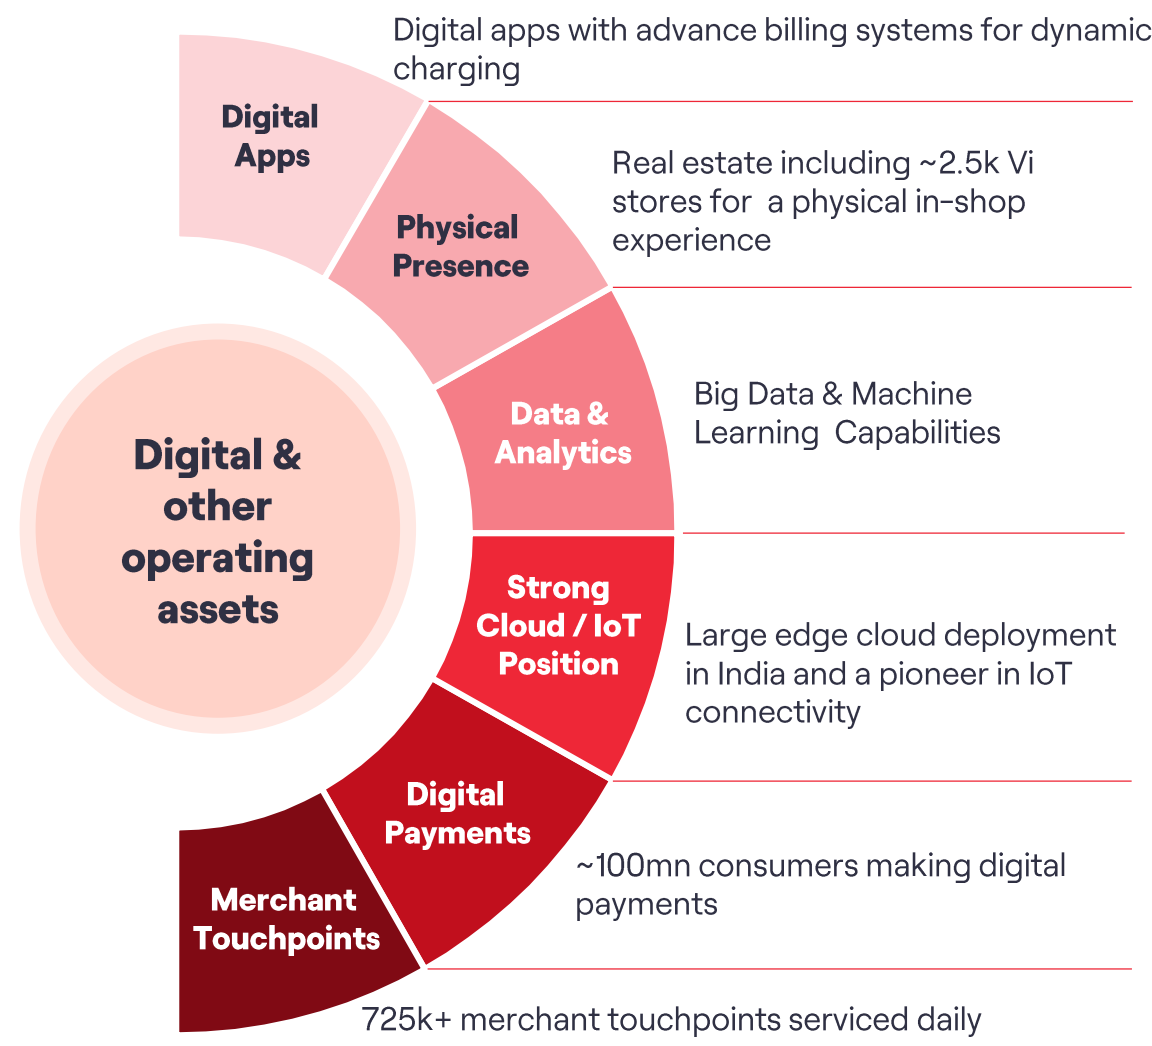 Digital apps with advance billing systems for dynamic
charging
Digital
Apps
Real estate including ~2.5k Vi
stores for  a physical in-shop
experience
Physical
Presence
Big Data & Machine
Learning  Capabilities
Data &
Analytics
Digital &
other
operating
assets
Strong
Cloud / IoT
Position
Large edge cloud deployment
in India and a pioneer in IoT
connectivity
Digital
Payments
~100mn consumers making digital
payments
Merchant
Touchpoints
725k+ merchant touchpoints serviced daily